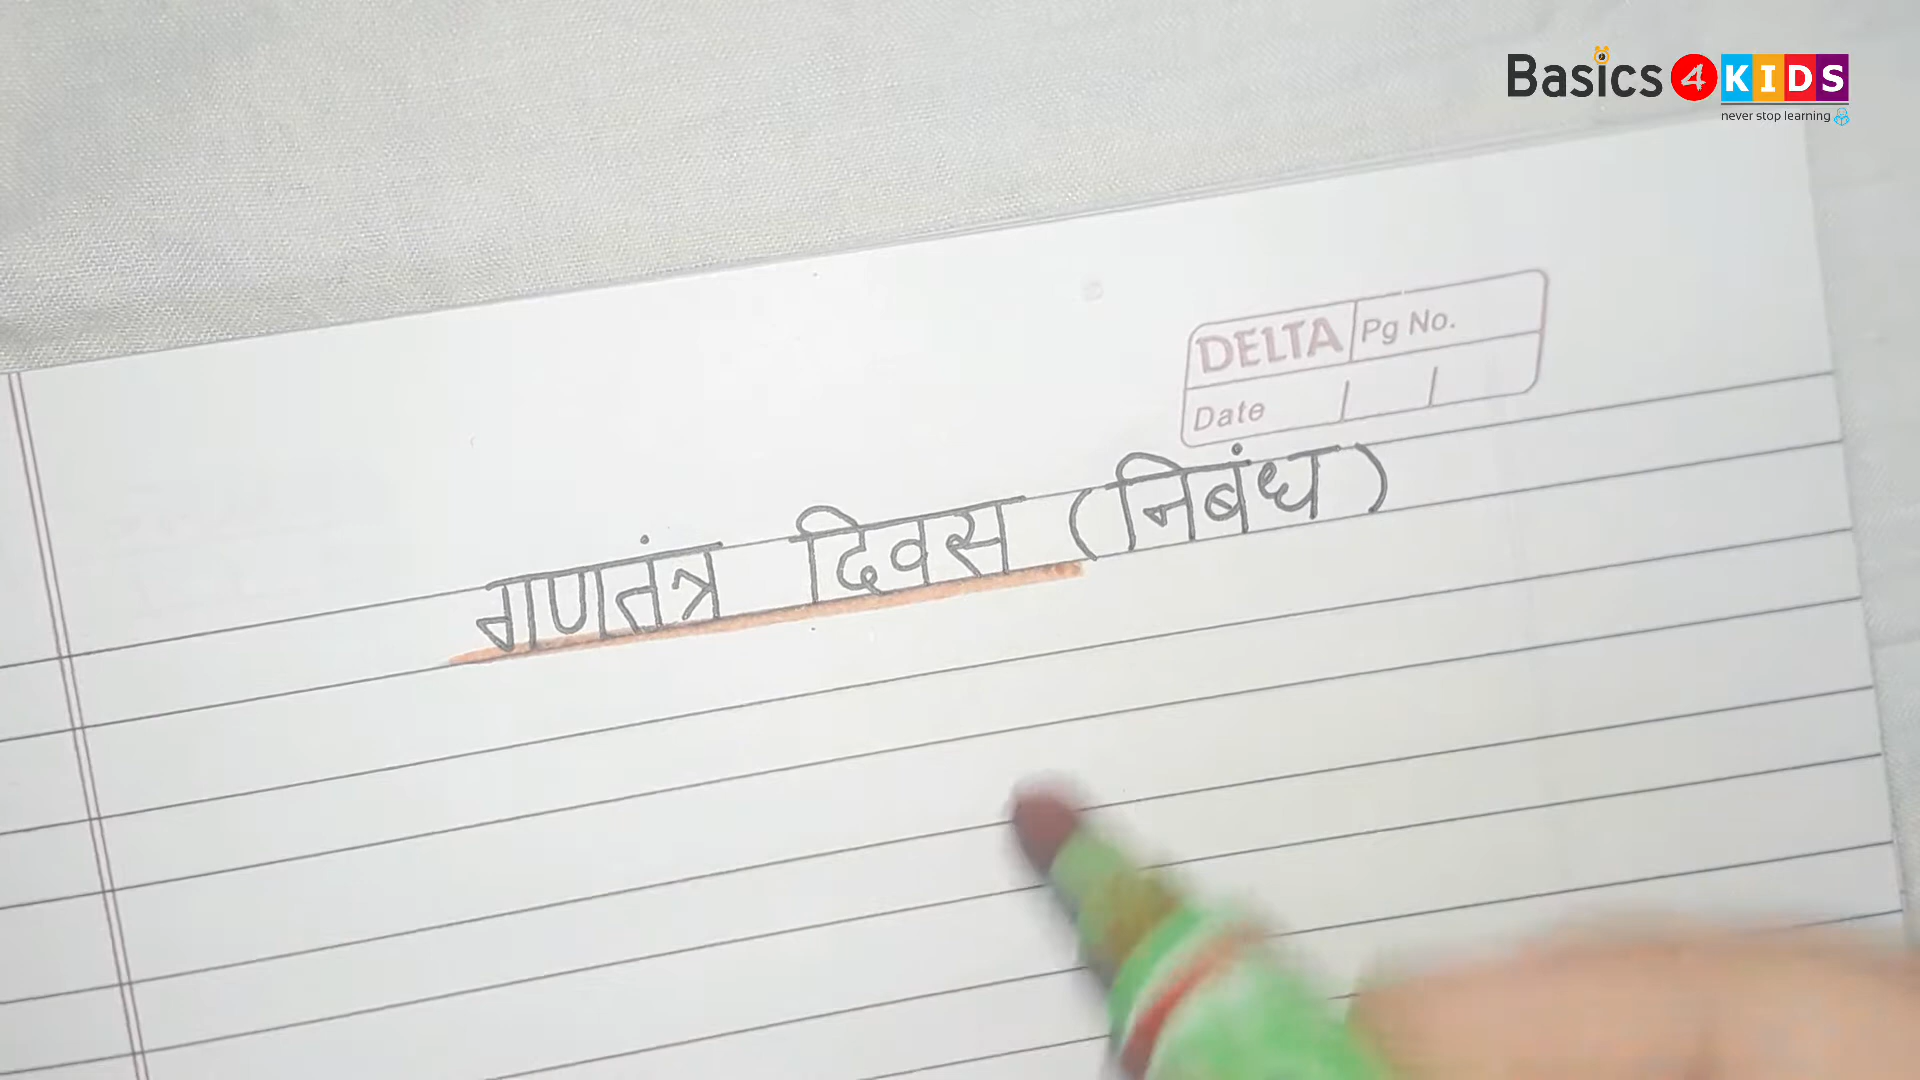 Basics 4 KIDS
never stop learning
DELTA Pg No.
Date
गणतंत्र दिवस (निबंध)